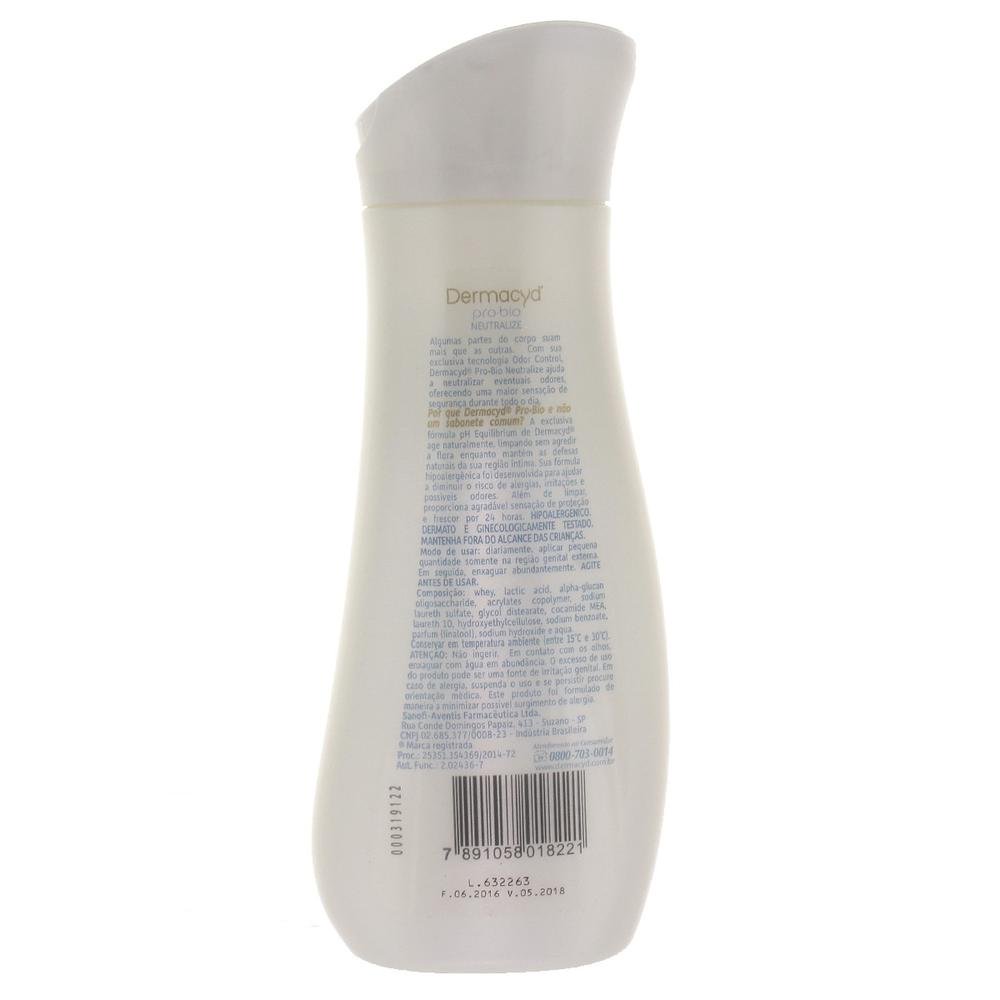 Dermacyd®
pro·bio
NEUTRALIZE
Algumas partes do corpo suam
mais que as outras. Com sua
exclusiva tecnologia Odor Control,
Dermacyd® Pro-Bio Neutralize ajuda
a neutralizar eventuais odores,
oferecendo uma maior sensação de
segurança durante todo o dia.
Por que Dermacyd® Pro-Bio e não
um sabonete comum? A exclusiva
fórmula pH Equilibrium de Dermacyd®
age naturalmente, limpando sem agredir
a flora enquanto mantém as defesas
naturais da sua região íntima. Sua fórmula
hipoalergênica foi desenvolvida para ajudar
a diminuir o risco de alergias, irritações e
possíveis odores. Além de limpar,
proporciona agradável sensação de proteção
e frescor por 24 horas. HIPOALERGÊNICO.
DERMATO E GINECOLOGICAMENTE TESTADO.
MANTENHA FORA DO ALCANCE DAS CRIANÇAS.
Modo de usar: diariamente, aplicar pequena
quantidade somente na região genital externa.
Em seguida, enxaguar abundantemente. AGITE
ANTES DE USAR.
Composição: whey, lactic acid, alpha-glucan
oligosaccharide, acrylates copolymer, sodium
laureth sulfate, glycol distearate, cocamide MEA,
laureth 10, hydroxyethylcellulose, sodium benzoate,
parfum (linalool), sodium hydroxide e aqua.
Conservar em temperatura ambiente (entre 15°C e 30°C).
ATENÇÃO: Não ingerir. Em contato com os olhos,
enxaguar com água em abundância. O excesso de uso
do produto pode ser uma fonte de irritação genital. Em
caso de alergia, suspenda o uso e se persistir procure
orientação médica. Este produto foi formulado de
maneira a minimizar possível surgimento de alergia.
Sanofi-Aventis Farmacêutica Ltda.
Rua Conde Domingos Papaiz, 413 - Suzano - SP
CNPJ 02.685.377/0008-23 - Indústria Brasileira
® Marca registrada
Proc.: 25351.354369/2014-72
Aut. Func.: 2.02436-7
Atendimento ao Consumidor
0800-703-0014
www.dermacyd.com.br
000319122
7 891058 018221
L.632263
F.06.2016 V.05.2018